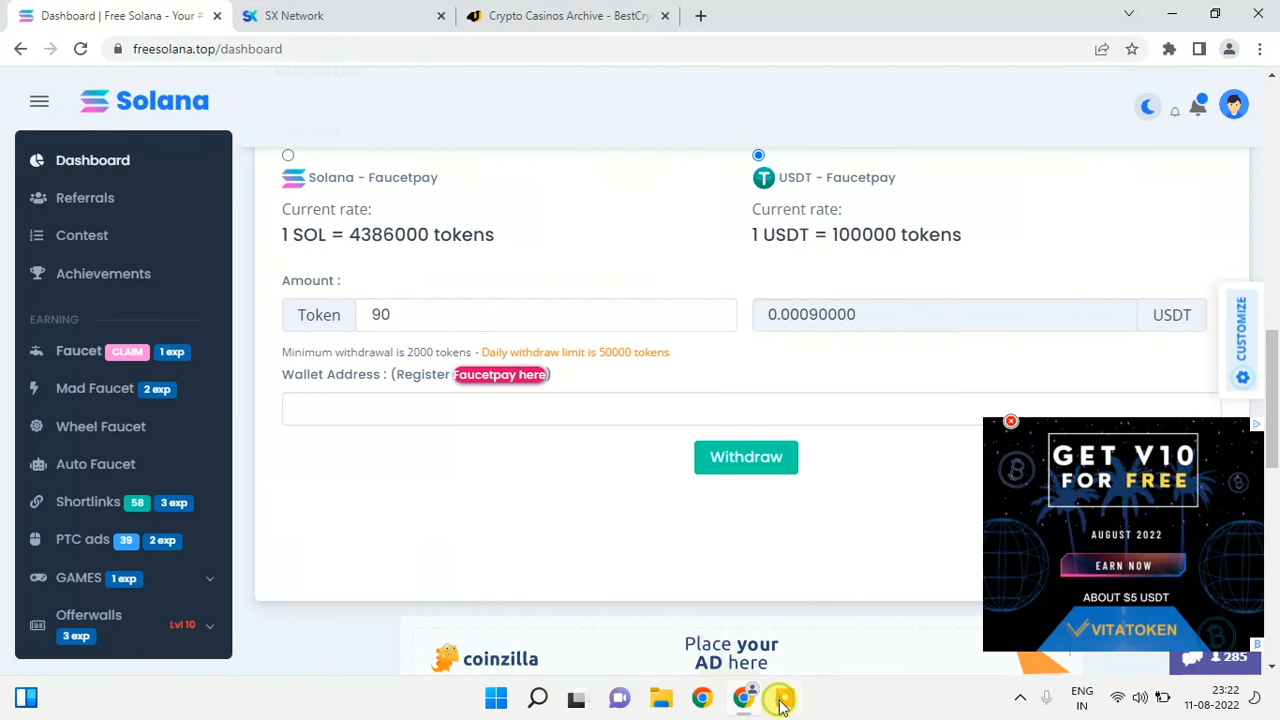 Dashboard | Free Solana - Your #
SX Network
Crypto Casinos Archive - BestCry
freesolana.top/dashboard
Solana
Dashboard
Referrals
Contest
Achievements
EARNING
Faucet CLAIM 1 exp
Mad Faucet 2 exp
Wheel Faucet
Auto Faucet
Shortlinks 58 3 exp
PTC ads 39 2 exp
GAMES 1 exp
Offerwalls
3 exp
Lvl 10
Solana - Faucetpay
USDT - Faucetpay
Current rate:
Current rate:
1 SOL = 4386000 tokens
1 USDT = 100000 tokens
Amount :
Token 90
0.00090000 USDT
Minimum withdrawal is 2000 tokens - Daily withdraw limit is 50000 tokens
Wallet Address : (Register Faucetpay here)
Withdraw
CUSTOMIZE
GET V10
FOR FREE
AUGUST 2022
EARN NOW
ABOUT $5 USDT
VITATOKEN
285
coinzilla
Place your
AD here
ENG
IN
23:22
11-08-2022